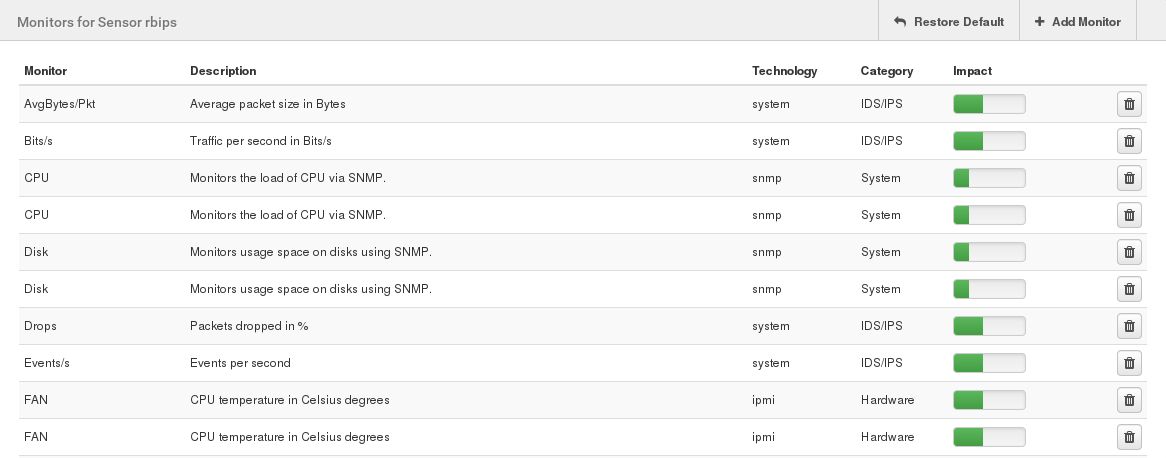 Monitors for Sensor rbips Restore Default Add Monitor
Monitor Description Technology Category Impact
AvgBytes/Pkt Average packet size in Bytes system IDS/IPS
Bits/s Traffic per second in Bits/s system IDS/IPS
CPU Monitors the load of CPU via SNMP. snmp System
CPU Monitors the load of CPU via SNMP. snmp System
Disk Monitors usage space on disks using SNMP. snmp System
Disk Monitors usage space on disks using SNMP. snmp System
Drops Packets dropped in % system IDS/IPS
Events/s Events per second system IDS/IPS
FAN CPU temperature in Celsius degrees ipmi Hardware
FAN CPU temperature in Celsius degrees ipmi Hardware